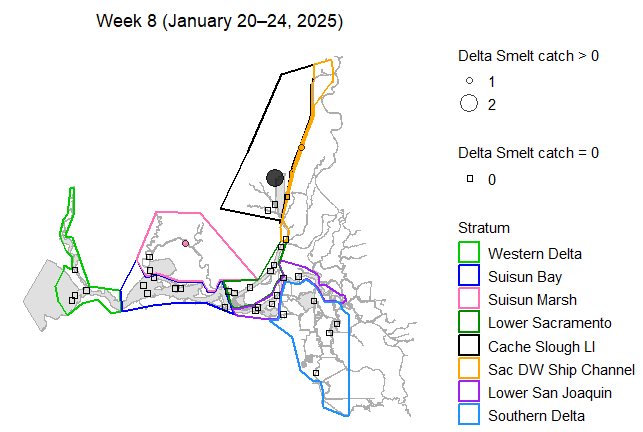 Week 8 (January 20–24, 2025)
Delta Smelt catch > 0
1
2
Delta Smelt catch = 0
0
Stratum
Western Delta
Suisun Bay
Suisun Marsh
Lower Sacramento
Cache Slough LI
Sac DW Ship Channel
Lower San Joaquin
Southern Delta